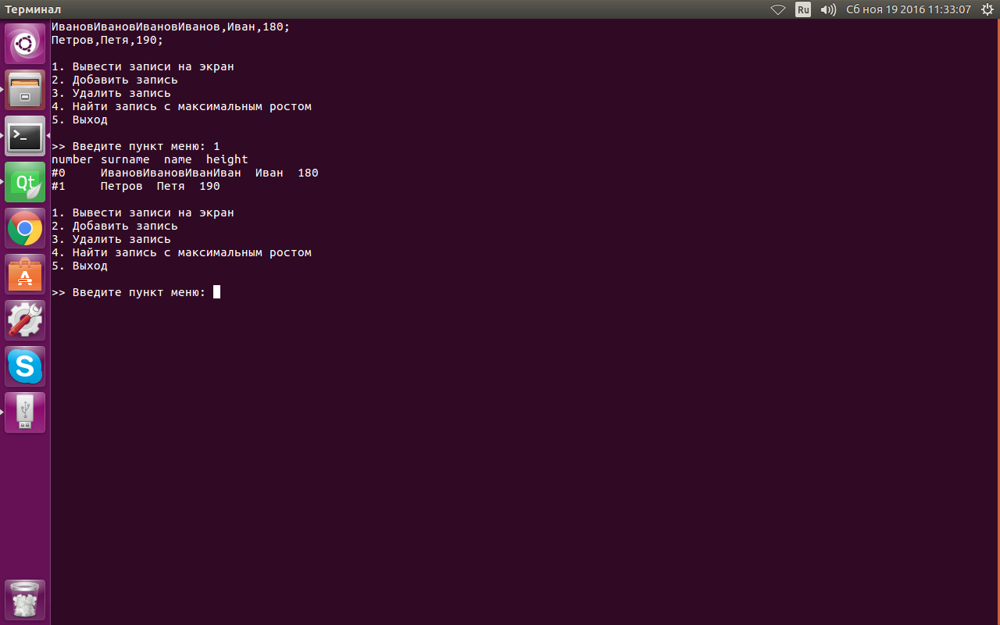 Терминал
Ru
Сб ноя 19 2016 11:33:07
ИвановИвановИвановИванов,Иван,180;
Петров,Петя,190;
1. Вывести записи на экран
2. Добавить запись
3. Удалить запись
4. Найти запись с максимальным ростом
5. Выход
>> Введите пункт меню: 1
number surname  name  height
#0     ИвановИвановИванИван  Иван  180
#1     Петров  Петя  190
1. Вывести записи на экран
2. Добавить запись
3. Удалить запись
4. Найти запись с максимальным ростом
5. Выход
>> Введите пункт меню:
>_
Qt
A
S